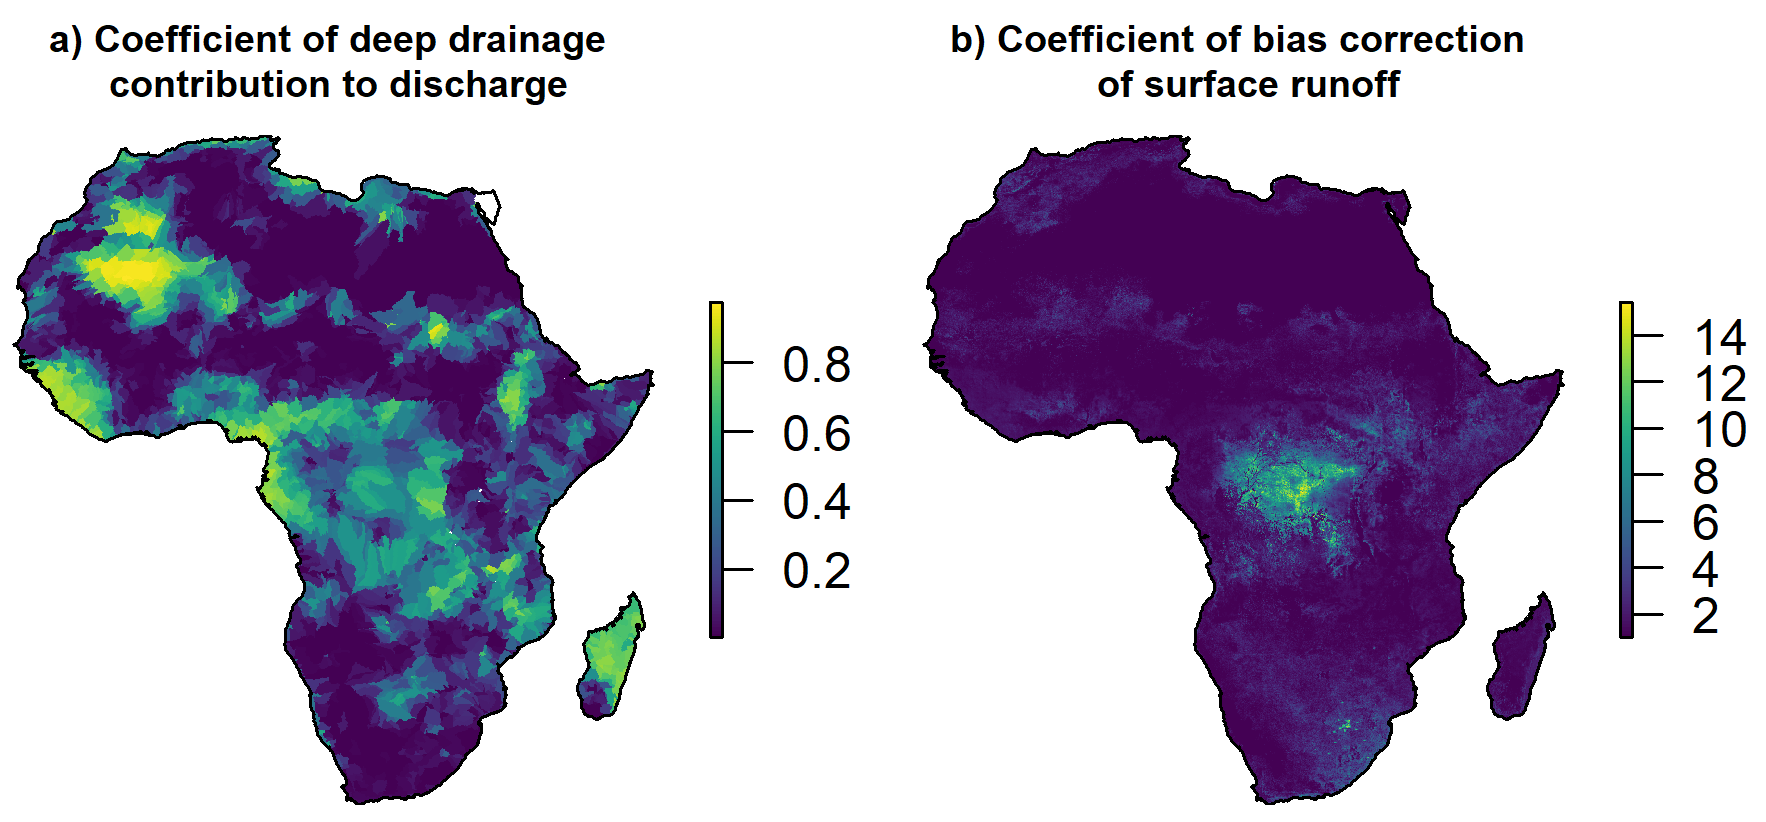 a) Coefficient of deep drainage
contribution to discharge
0.8
0.6
0.4
0.2
b) Coefficient of bias correction
of surface runoff
14
12
10
8
6
4
2